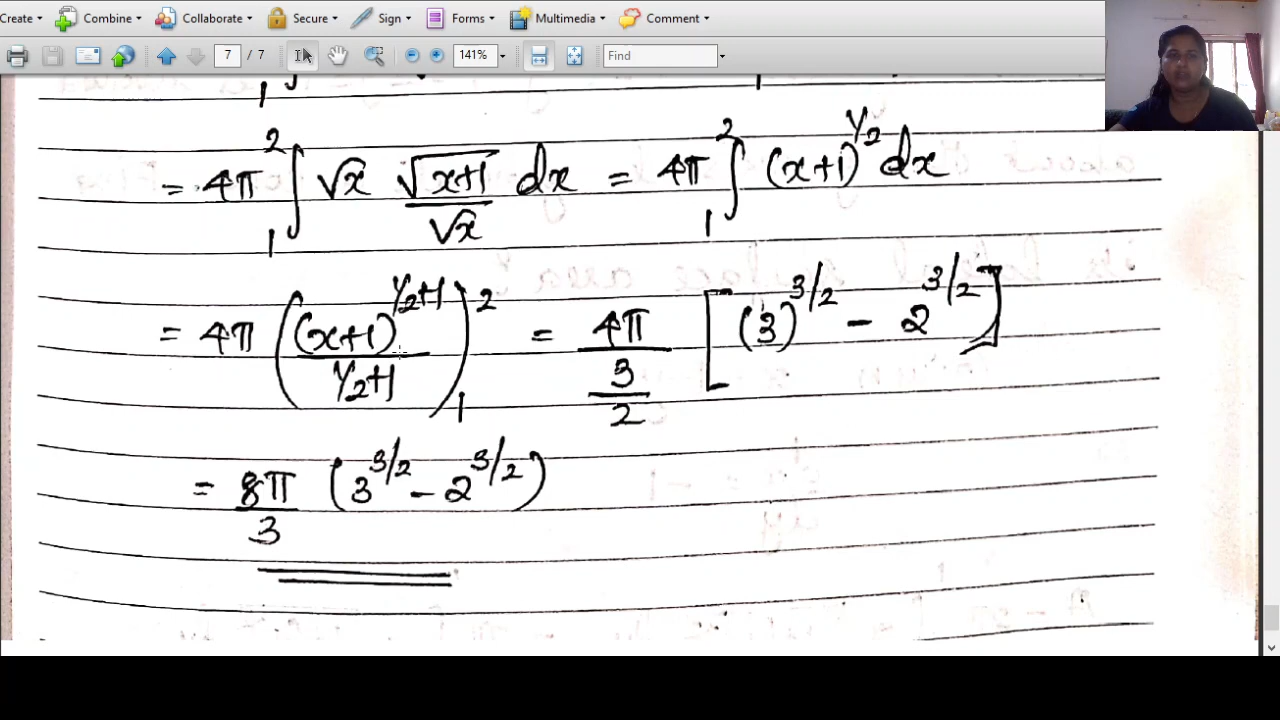 Create Combine Collaborate Secure Sign Forms Multimedia Comment
7 / 7 141% Find
= 4π ∫₁² √x √(x+1)/√x dx = 4π ∫₁² (x+1)^1/2 dx
= 4π ((x+1)^(1/2+1) / (1/2+1))₁² = 4π/(3/2) [(3)^3/2 − 2^3/2]
= 8π/3 (3^3/2 − 2^3/2)